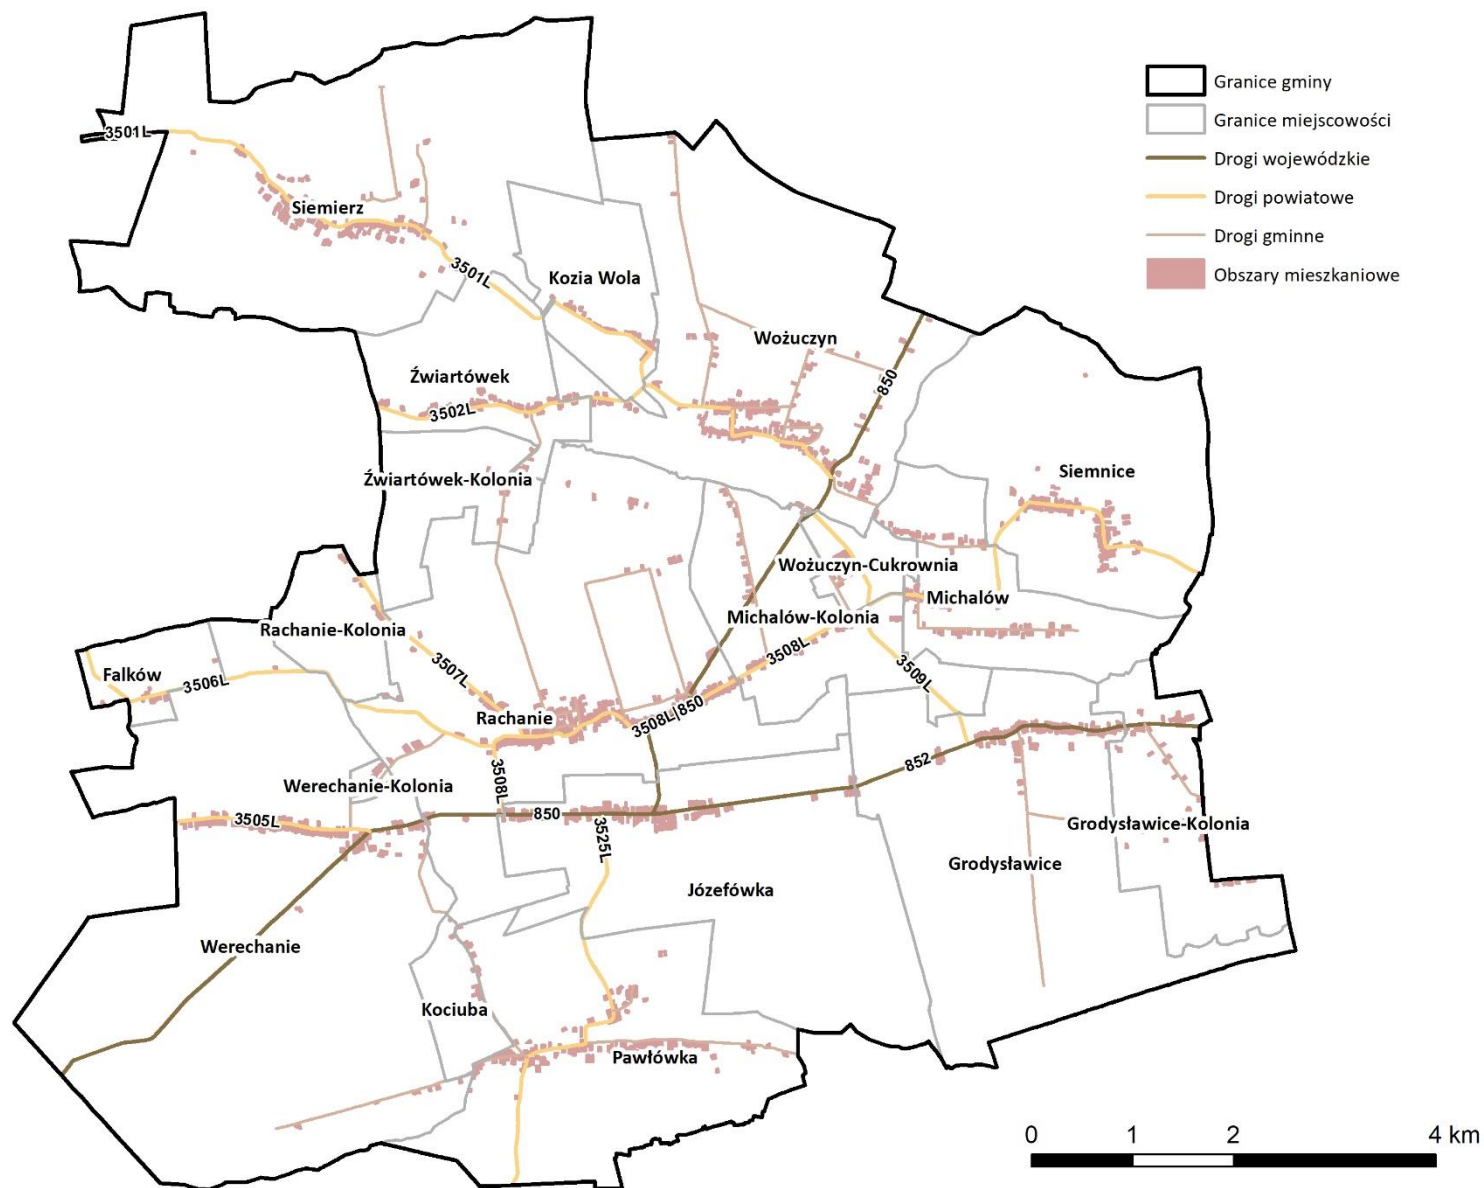 Granice gminy
Granice miejscowości
Drogi wojewódzkie
Drogi powiatowe
Drogi gminne
Obszary mieszkaniowe
3501L
Siemierz
3501L
Kozia Wola
Wożuczyn
850
Źwiartówek
3502L
Źwiartówek-Kolonia
Siemnice
Wożuczyn-Cukrownia
Michalów
Michalów-Kolonia
Rachanie-Kolonia
3508L
3507L
3509L
Falków
3506L
Rachanie
3508L|850
852
3508L
Werechanie-Kolonia
850
3505L
3525L
Grodysławice-Kolonia
Grodysławice
Józefówka
Werechanie
Kociuba
Pawłówka
0 1 2 4 km